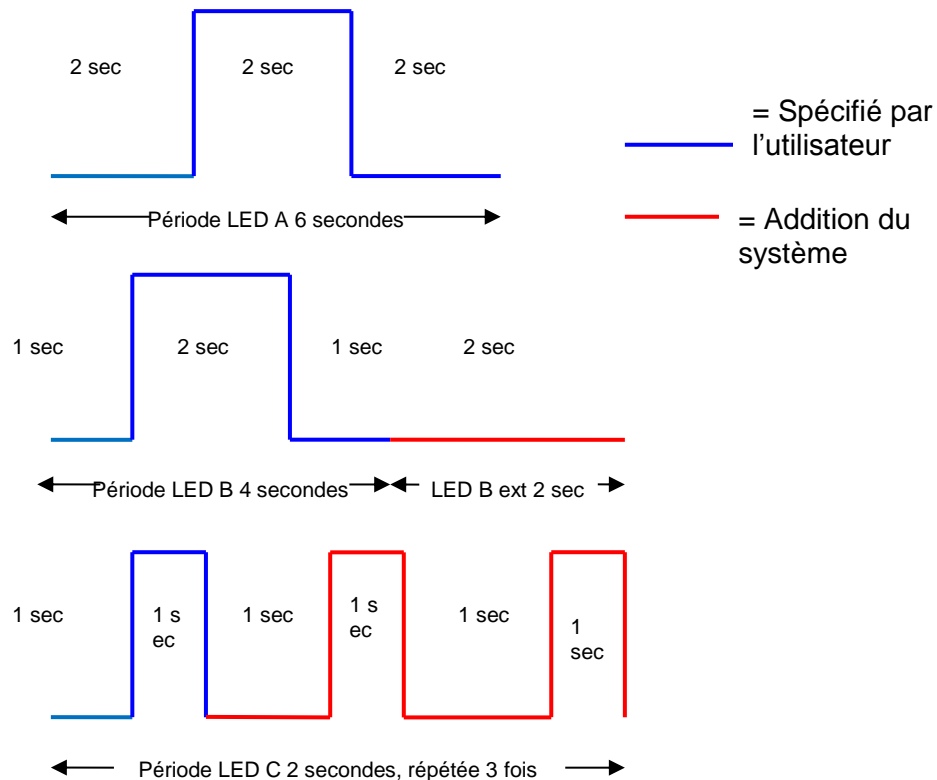 2 sec
2 sec
2 sec
= Spécifié par
l’utilisateur
Période LED A 6 secondes
= Addition du
système
1 sec
2 sec
1 sec
2 sec
Période LED B 4 secondes
LED B ext 2 sec
1 sec
1 s
ec
1 sec
1 s
ec
1 sec
1
sec
Période LED C 2 secondes, répétée 3 fois